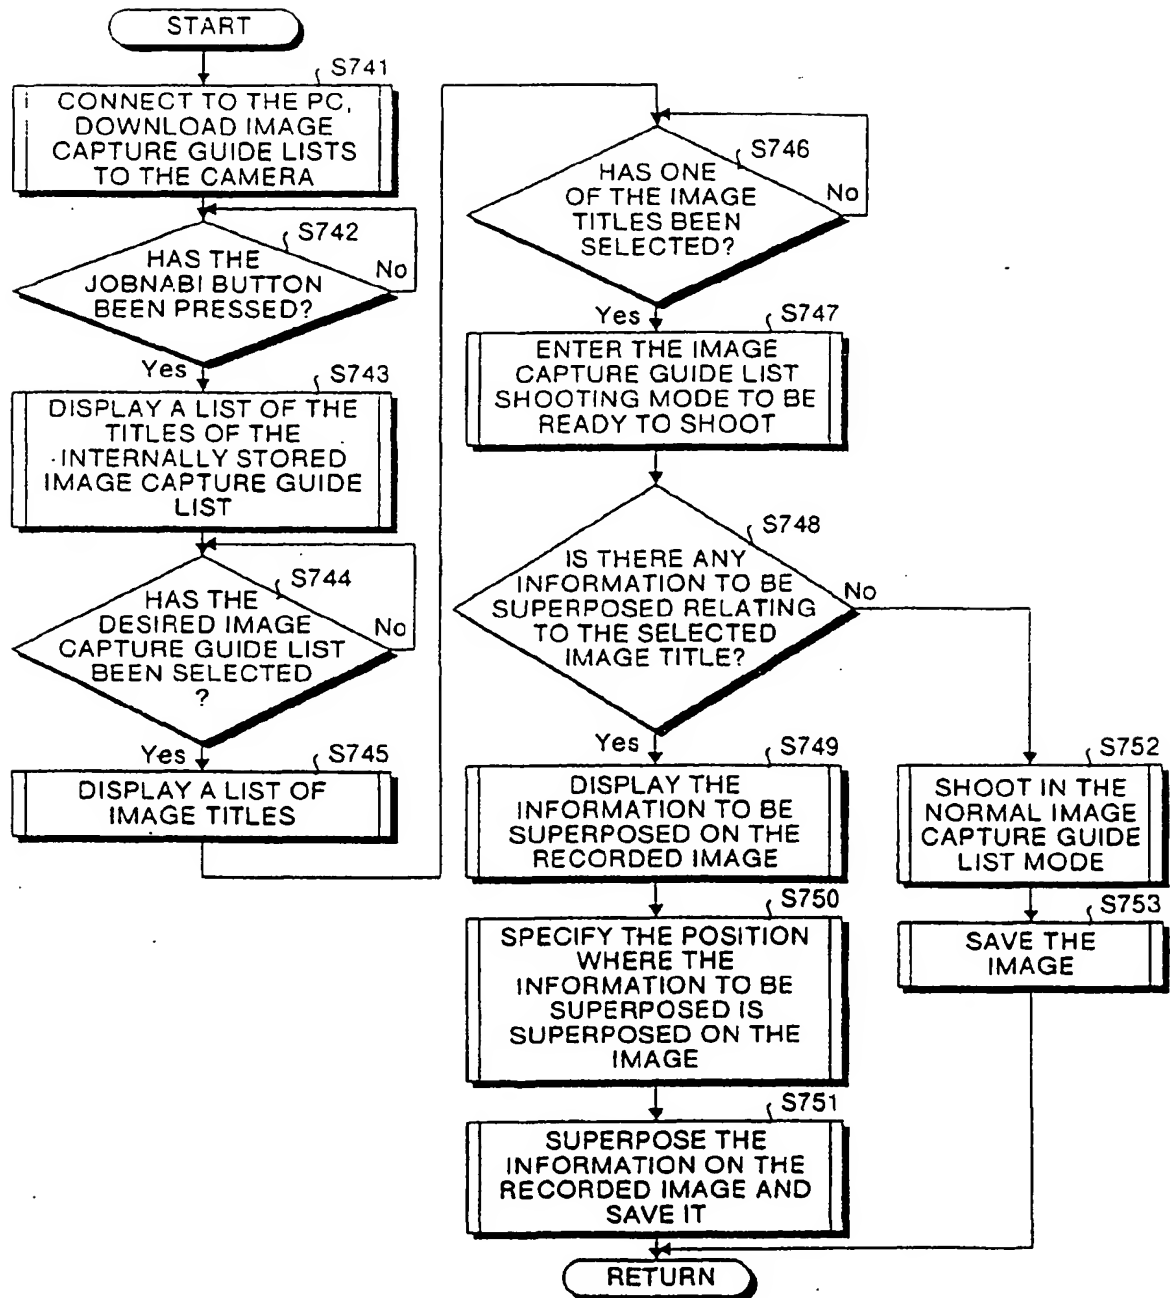 START
S741
CONNECT TO THE PC,
DOWNLOAD IMAGE
CAPTURE GUIDE LISTS
TO THE CAMERA
S742
HAS THE
JOBNABI BUTTON
BEEN PRESSED?
No
Yes
S743
DISPLAY A LIST OF THE
TITLES OF THE
INTERNALLY STORED
IMAGE CAPTURE GUIDE
LIST
S744
HAS THE
DESIRED IMAGE
CAPTURE GUIDE LIST
BEEN SELECTED
?
No
Yes
S745
DISPLAY A LIST OF
IMAGE TITLES
S746
HAS ONE
OF THE IMAGE
TITLES BEEN
SELECTED?
No
Yes
S747
ENTER THE IMAGE
CAPTURE GUIDE LIST
SHOOTING MODE TO BE
READY TO SHOOT
S748
IS THERE ANY
INFORMATION TO BE
SUPERPOSED RELATING
TO THE SELECTED
IMAGE TITLE?
No
Yes
S749
DISPLAY THE
INFORMATION TO BE
SUPERPOSED ON THE
RECORDED IMAGE
S750
SPECIFY THE POSITION
WHERE THE
INFORMATION TO BE
SUPERPOSED IS
SUPERPOSED ON THE
IMAGE
S751
SUPERPOSE THE
INFORMATION ON THE
RECORDED IMAGE AND
SAVE IT
S752
SHOOT IN THE
NORMAL IMAGE
CAPTURE GUIDE
LIST MODE
S753
SAVE THE
IMAGE
RETURN